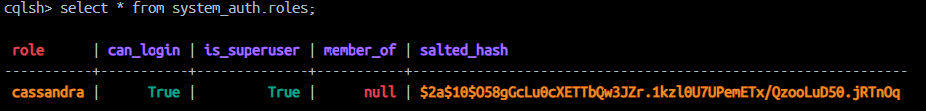 cqlsh> select * from system_auth.roles;
role | can_login | is_superuser | member_of | salted_hash
-----------+-----------+--------------+-----------+--------------------------------------------------------------
cassandra | True | True | null | $2a$10$O58gGcLu0cXETTbQw3JZr.1kzl0U7UPemETx/QzooLuD50.jRTnOq